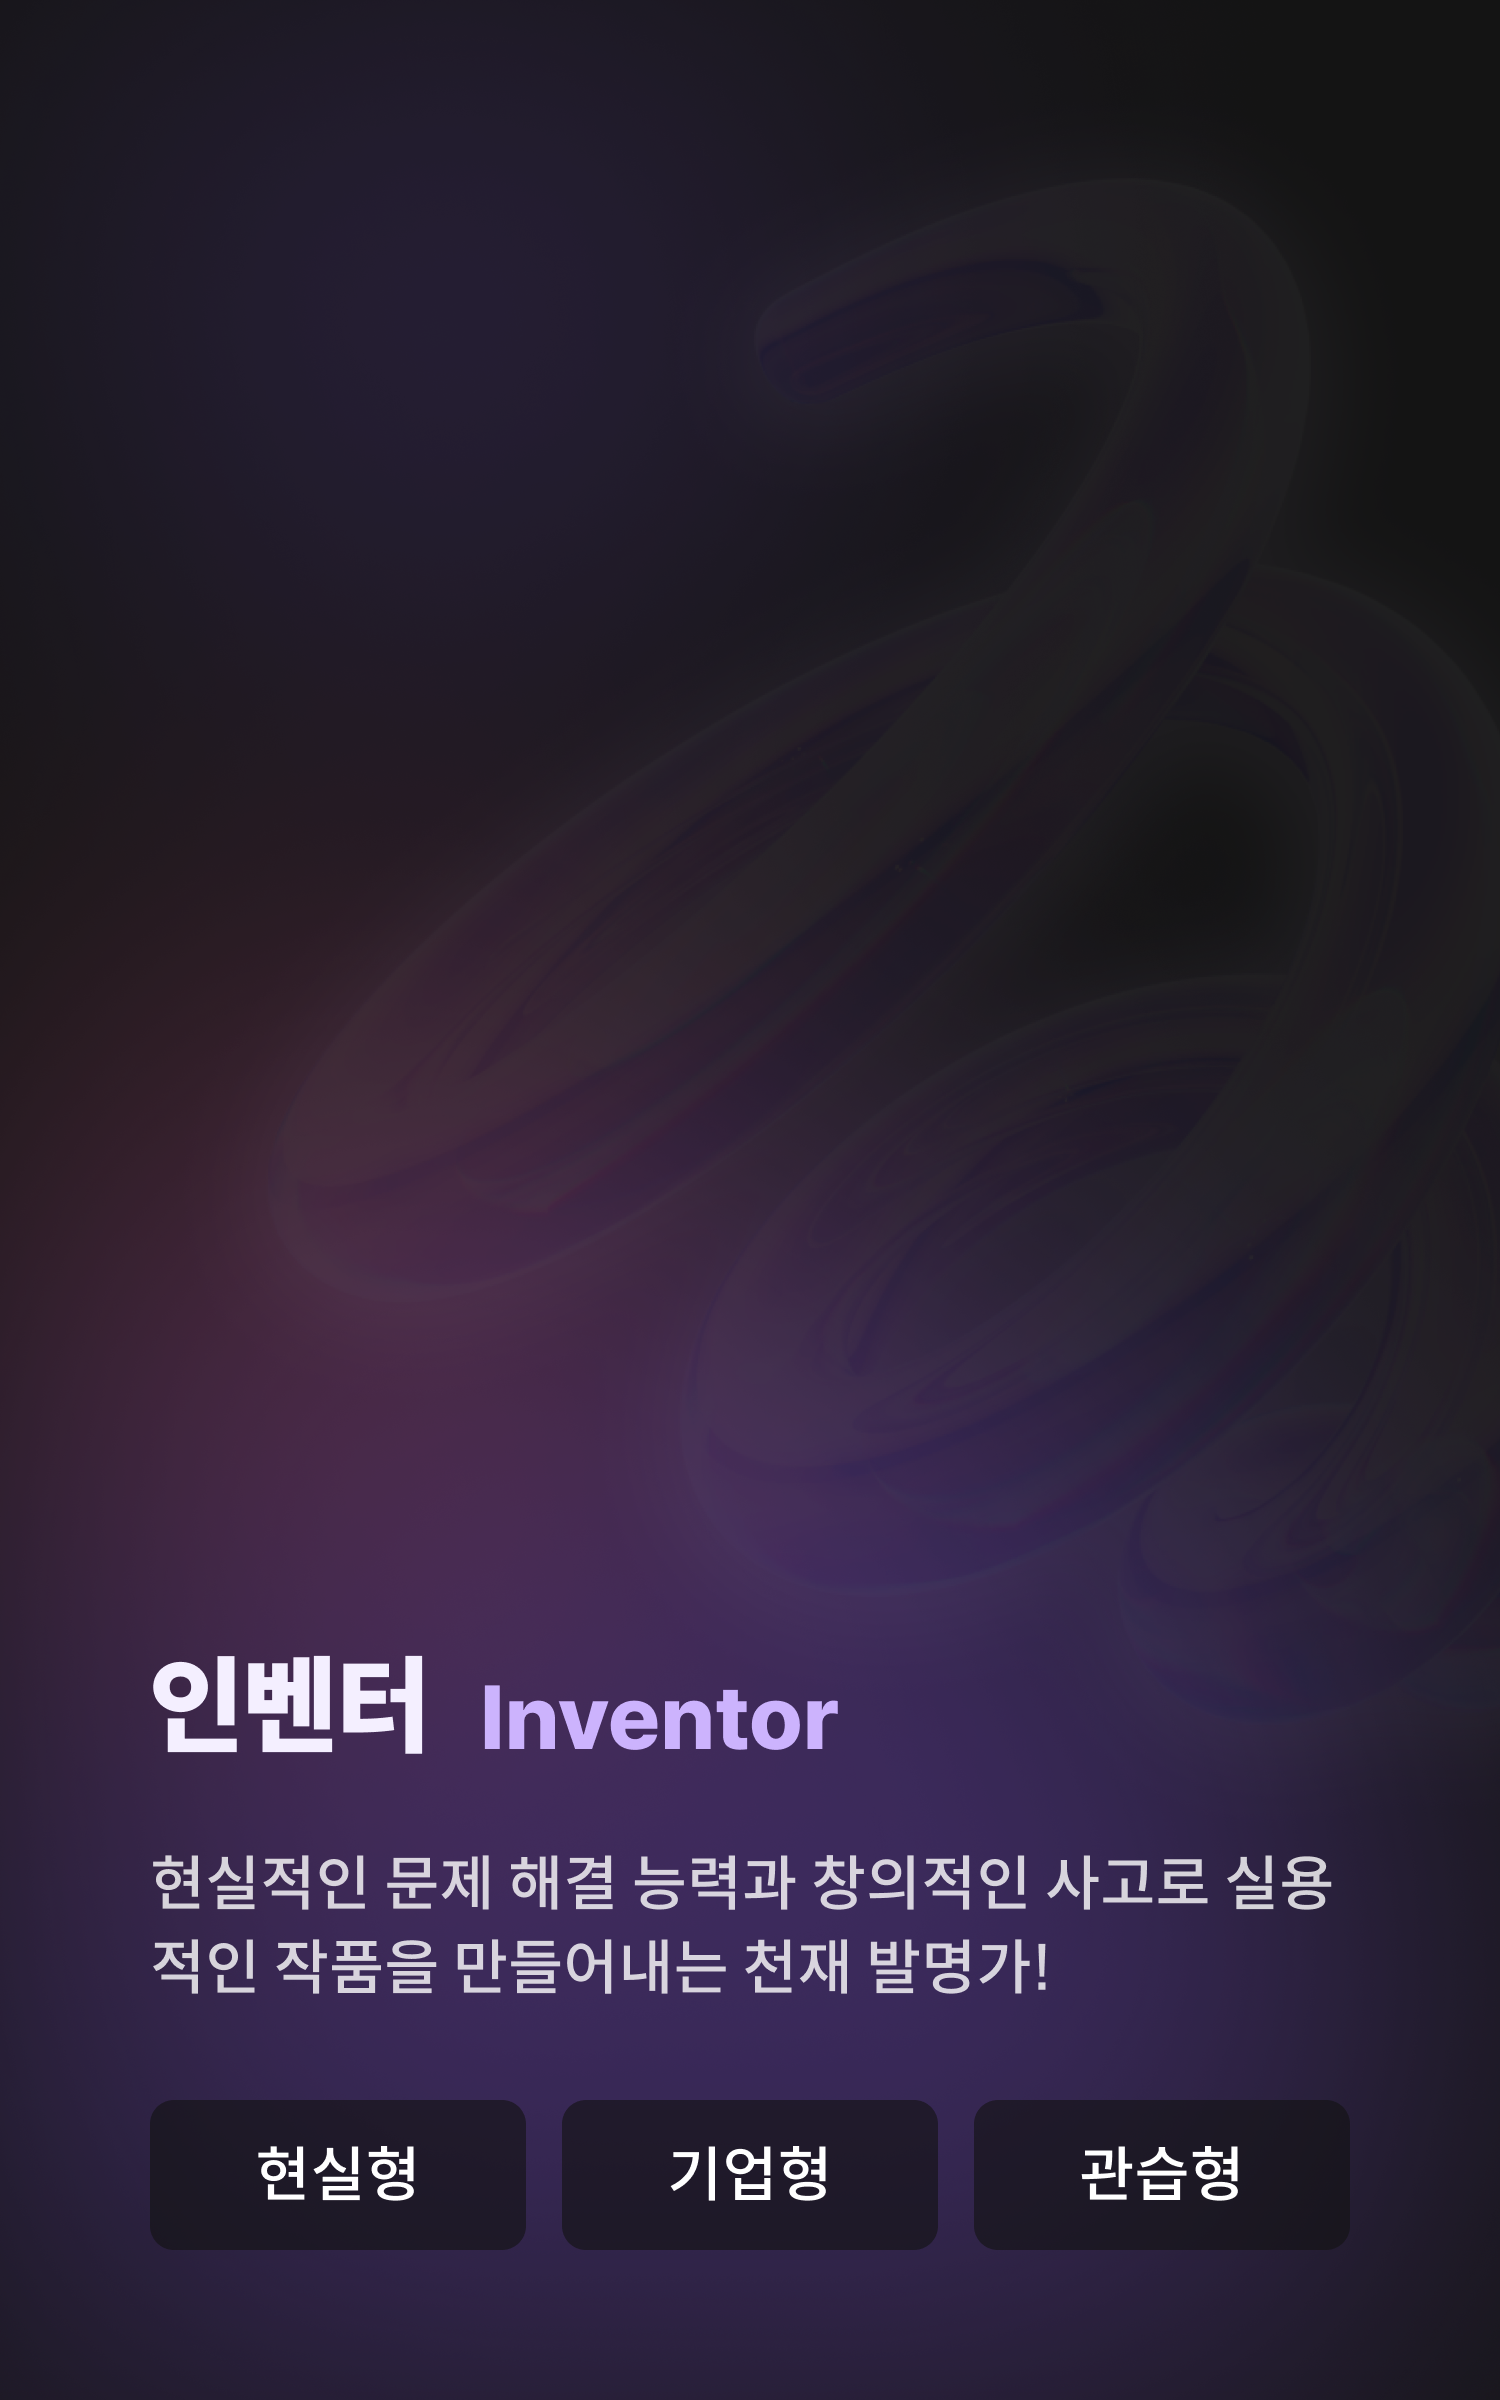 인벤터 Inventor
현실적인 문제 해결 능력과 창의적인 사고로 실용
적인 작품을 만들어내는 천재 발명가!
현실형 기업형 관습형